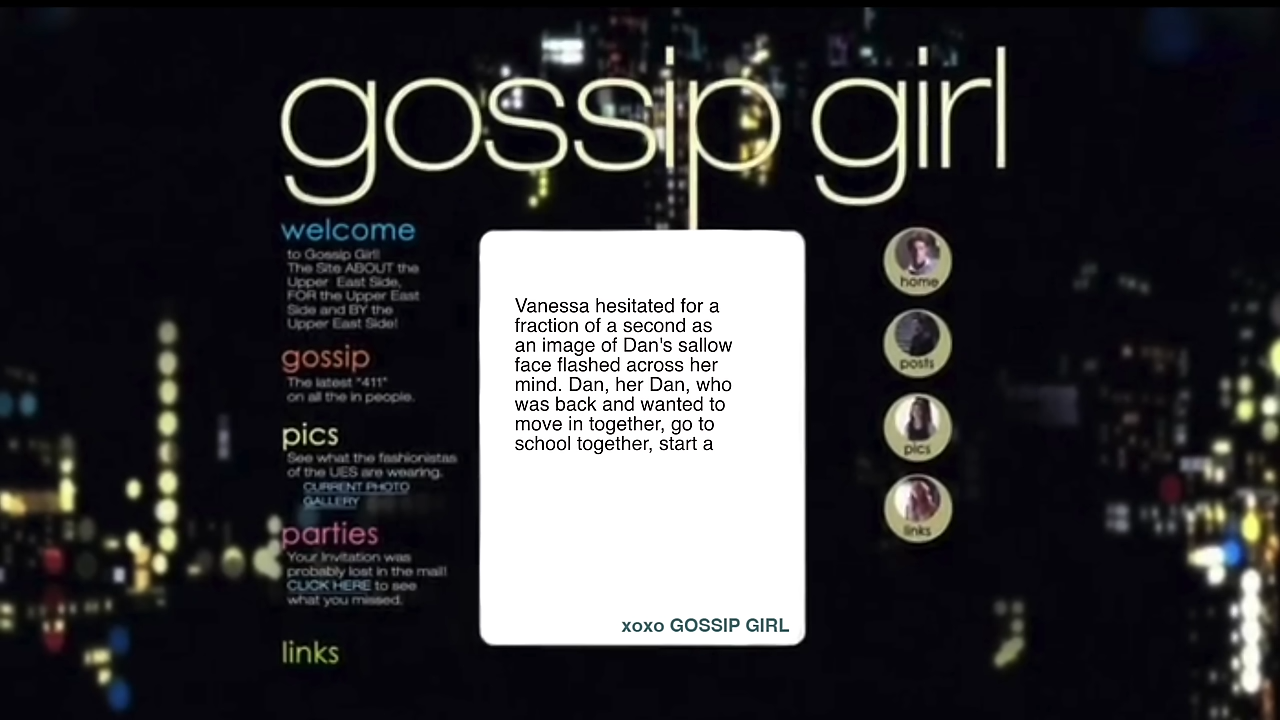 gossip girl
welcome
to Gossip Girl!
The Site ABOUT the
Upper East Side,
FOR the Upper East
Side and BY the
Upper East Side!
gossip
The latest "411"
on all the in people.
pics
See what the fashionistas
of the UES are wearing.
CURRENT PHOTO
GALLERY
parties
Your Invitation was
probably lost in the mail!
CLICK HERE to see
what you missed.
links
Vanessa hesitated for a
fraction of a second as
an image of Dan's sallow
face flashed across her
mind. Dan, her Dan, who
was back and wanted to
move in together, go to
school together, start a
xoxo GOSSIP GIRL
home
posts
pics
links